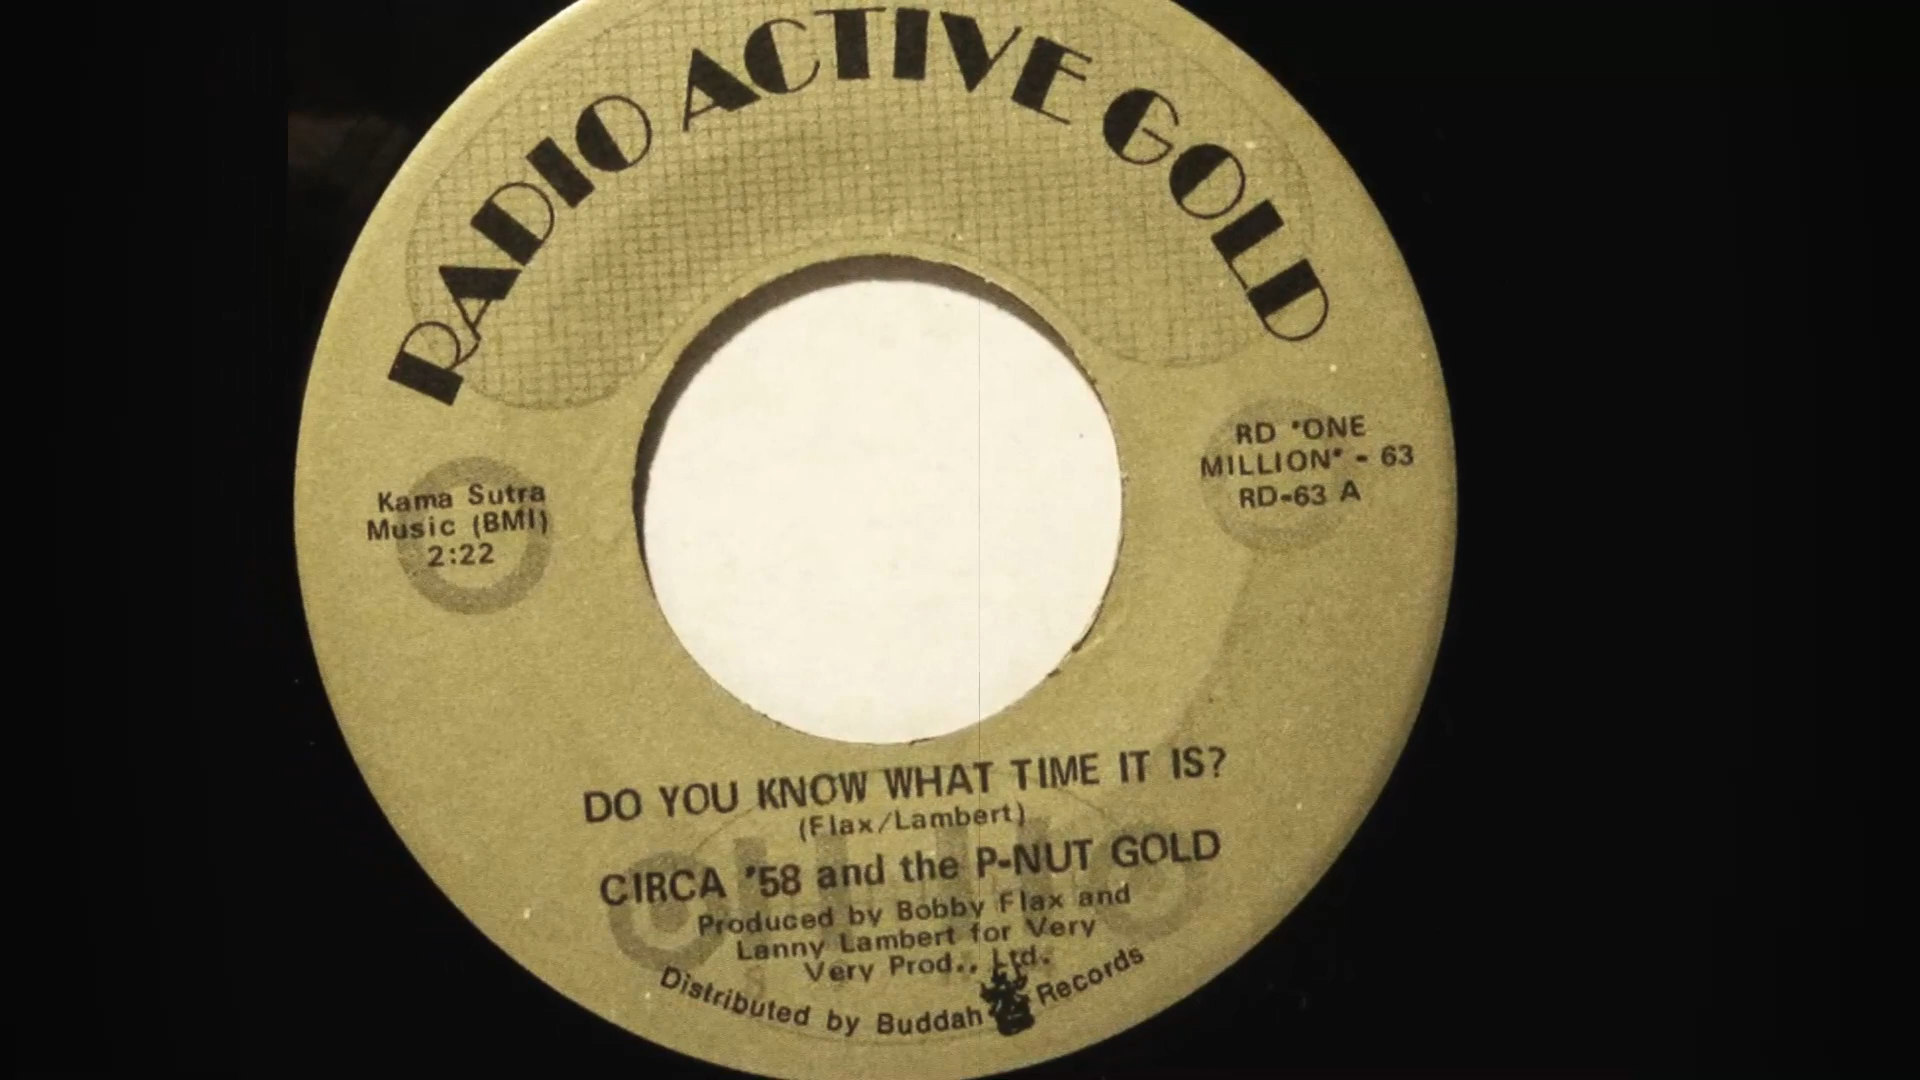 RADIO ACTIVE GOLD
Kama Sutra
Music (BMI)
2:22
RD "ONE
MILLION" - 63
RD-63 A
DO YOU KNOW WHAT TIME IT IS?
(Flax/Lambert)
CIRCA '58 and the P-NUT GOLD
Produced by Bobby Flax and
Lanny Lambert for Very
Very Prod., Ltd.
Distributed by Buddah Records